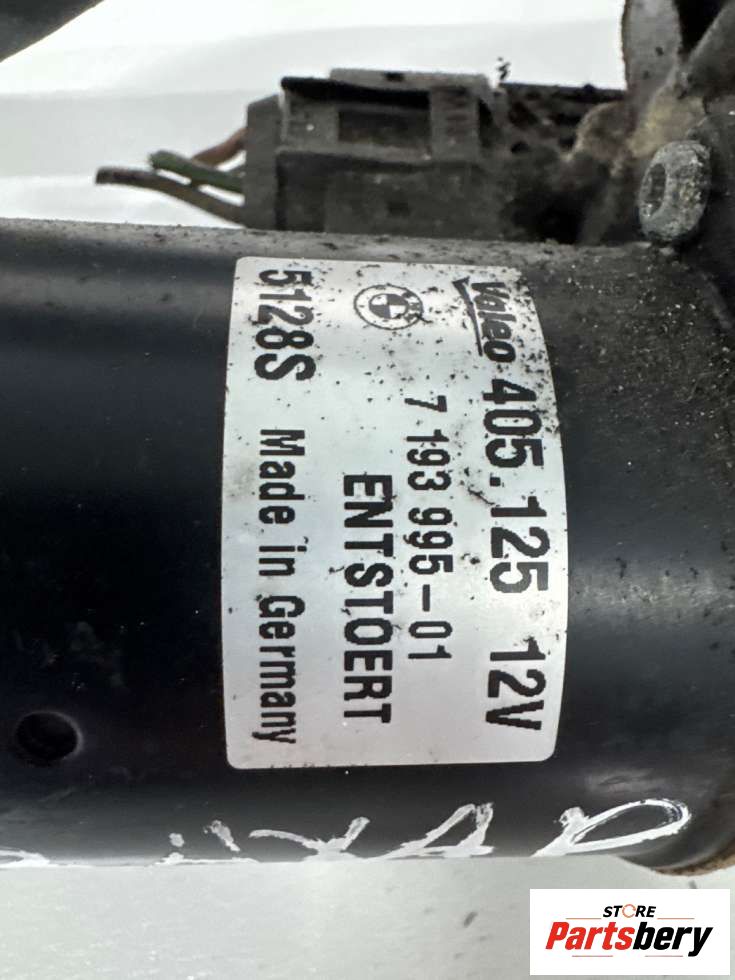 Valeo 405.125 12V
7 193 995-01
ENTSTOERT
5128S Made in Germany
STORE
Partsbery